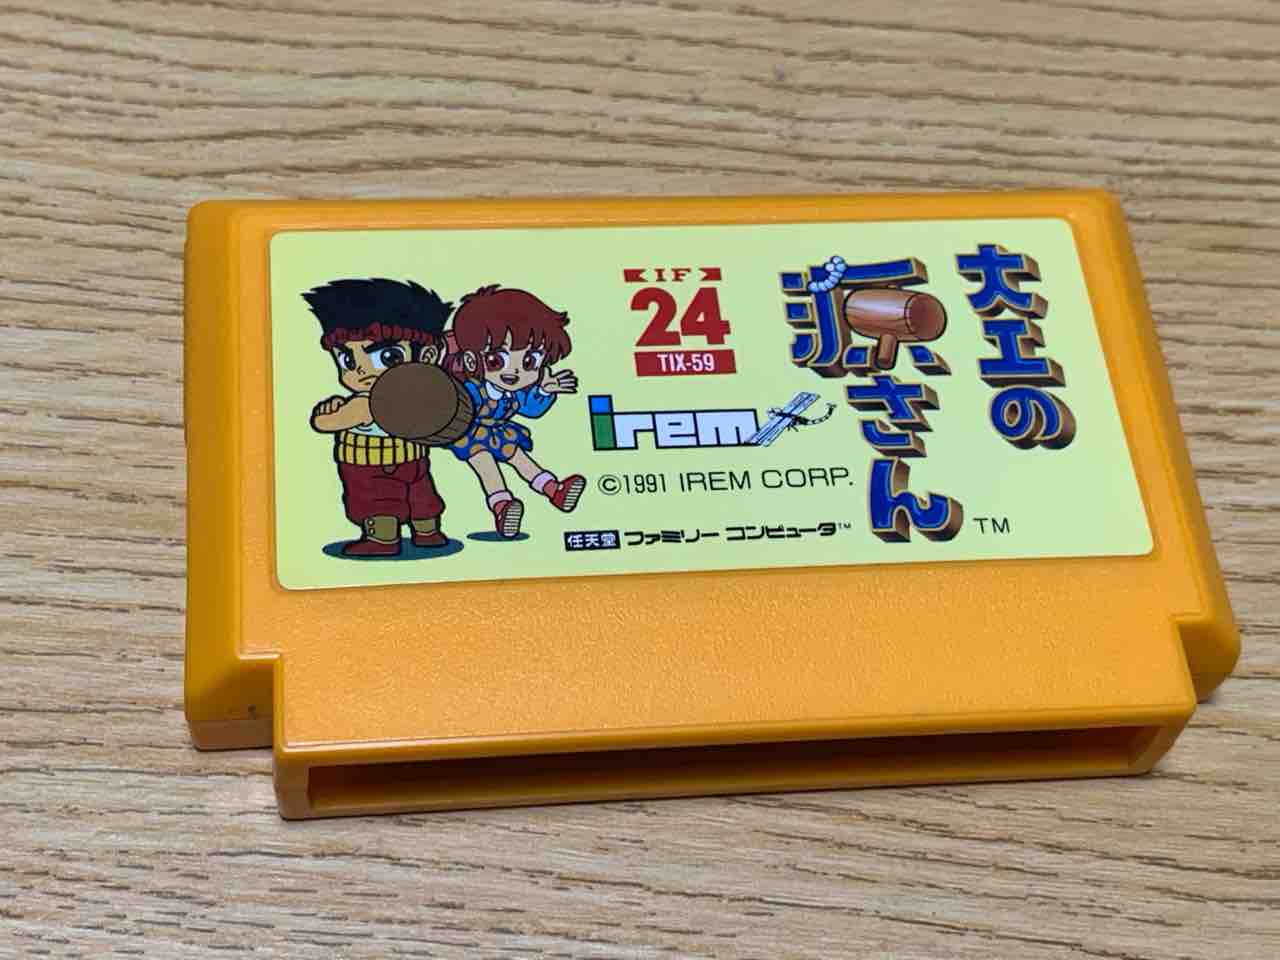 大工の
源さん
TM
IF
24
TIX-59
irem
©1991 IREM CORP.
任天堂 ファミリー コンピュータ™